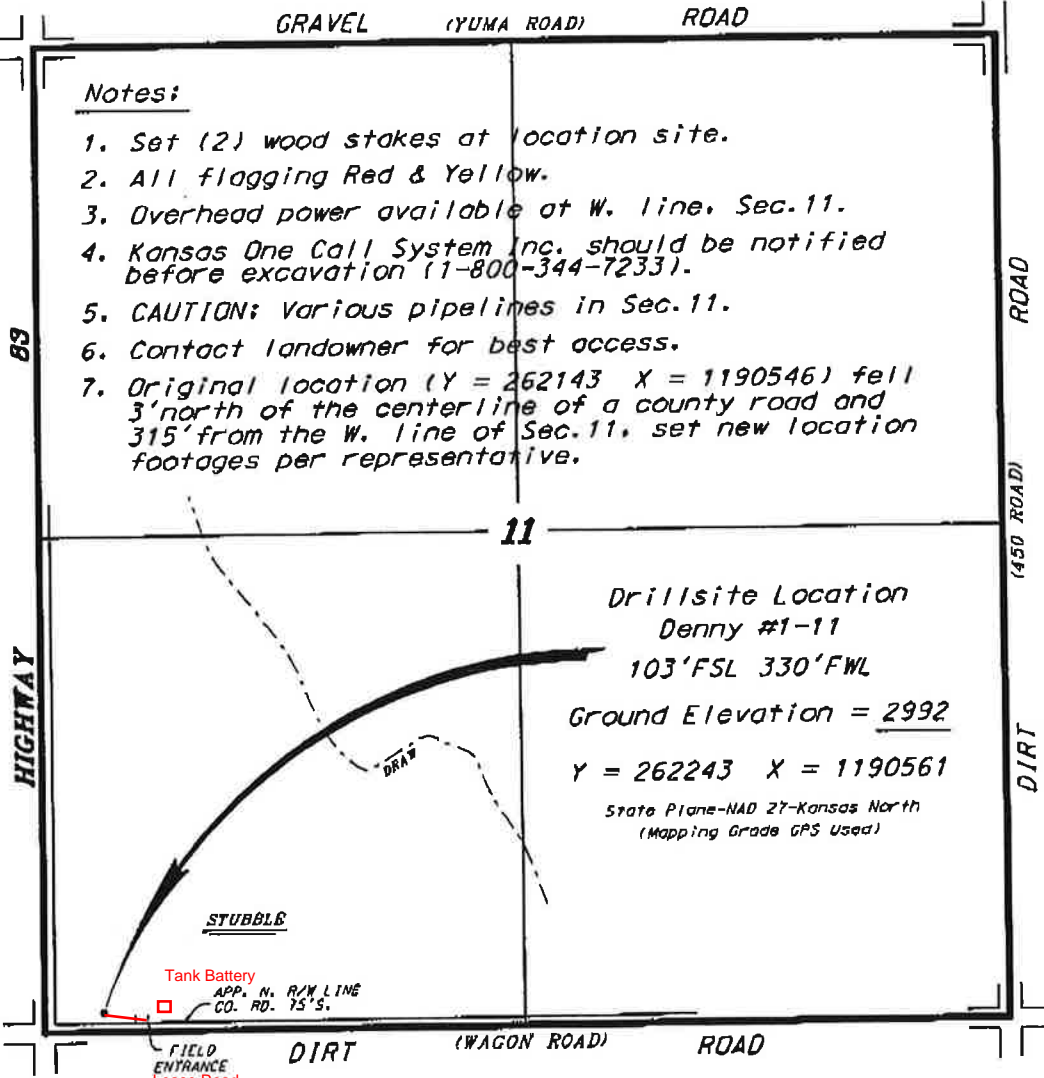 GRAVEL (YUMA ROAD) ROAD
Notes:
1. Set (2) wood stakes at location site.
2. All flagging Red & Yellow.
3. Overhead power available at W. line, Sec.11.
4. Kansas One Call System Inc. should be notified
before excavation (1-800-344-7233).
5. CAUTION: Various pipelines in Sec.11.
6. Contact landowner for best access.
7. Original location (Y = 262143 X = 1190546) fell
3'north of the centerline of a county road and
315'from the W. line of Sec.11, set new location
footages per representative.
HIGHWAY 83
ROAD
(450 ROAD)
DIRT
11
Drillsite Location
Denny #1-11
103'FSL 330'FWL
Ground Elevation = 2992
Y = 262243 X = 1190561
State Plane-NAD 27-Kansas North
(Mapping Grade GPS Used)
DRAW
STUBBLE
Tank Battery
APP. N. R/W LINE
CO. RD. 75'S.
FIELD
ENTRANCE
Lease Road
DIRT (WAGON ROAD) ROAD